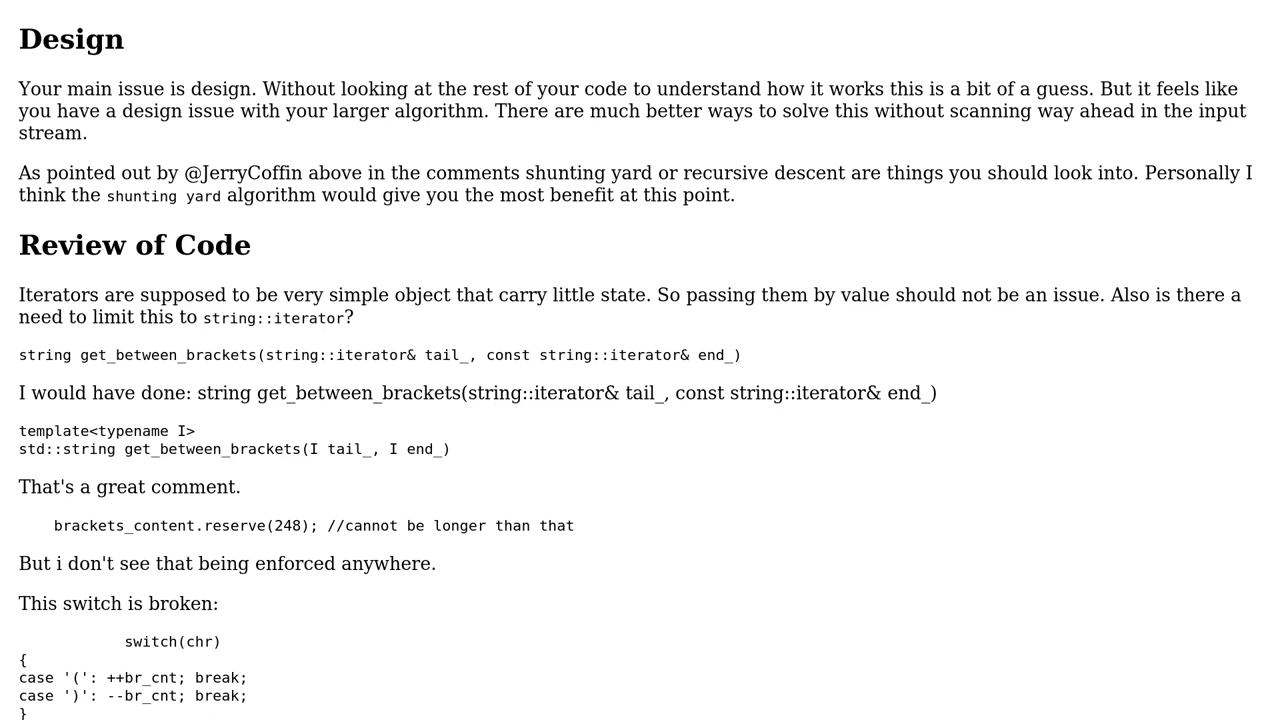 Design
Your main issue is design. Without looking at the rest of your code to understand how it works this is a bit of a guess. But it feels like
you have a design issue with your larger algorithm. There are much better ways to solve this without scanning way ahead in the input
stream.
As pointed out by @JerryCoffin above in the comments shunting yard or recursive descent are things you should look into. Personally I
think the shunting yard algorithm would give you the most benefit at this point.
Review of Code
Iterators are supposed to be very simple object that carry little state. So passing them by value should not be an issue. Also is there a
need to limit this to string::iterator?
string get_between_brackets(string::iterator& tail_, const string::iterator& end_)
I would have done: string get_between_brackets(string::iterator& tail_, const string::iterator& end_)
template<typename I>
std::string get_between_brackets(I tail_, I end_)
That's a great comment.
    brackets_content.reserve(248); //cannot be longer than that
But i don't see that being enforced anywhere.
This switch is broken:
            switch(chr)
{
case '(': ++br_cnt; break;
case ')': --br_cnt; break;
}